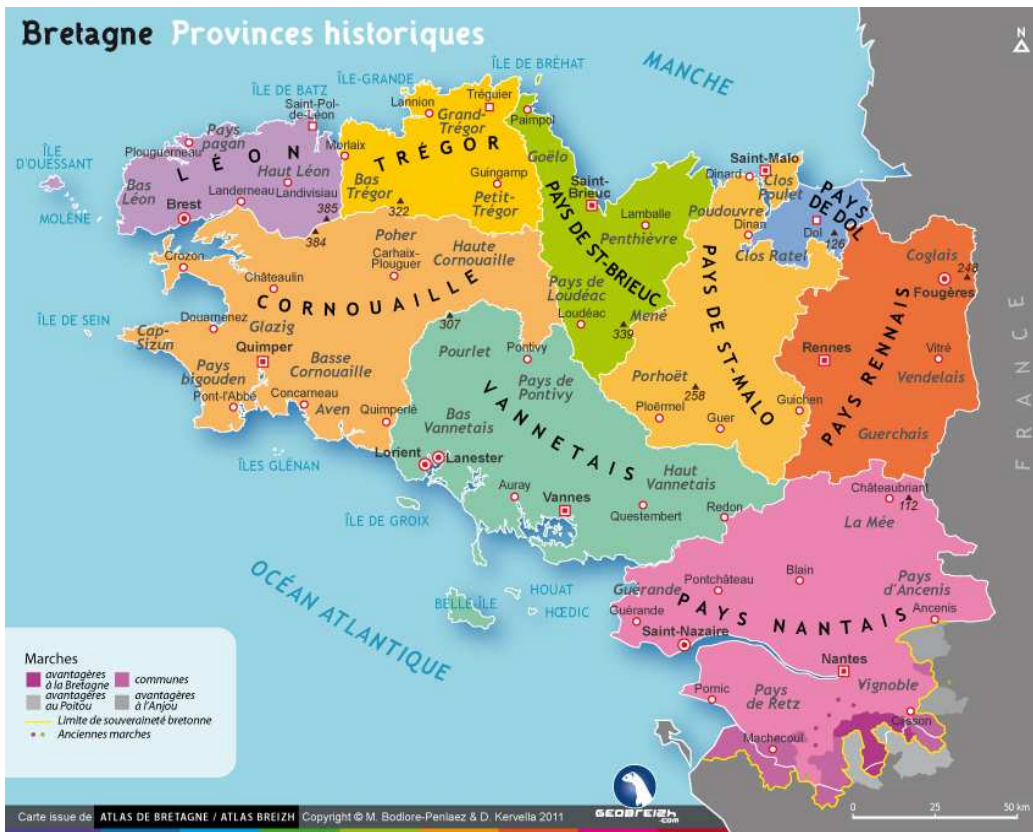 Bretagne Provinces historiques
N
MANCHE
ÎLE DE BRÉHAT
ÎLE-GRANDE
ÎLE DE BATZ
Saint-Pol-
de-Léon
Lannion
Tréguier
Grand-
Trégor
Paimpol
Goëlo
Pays
pagan
Plouguerneau
ÎLE
D'OUESSANT
LÉON
Morlaix
TRÉGOR
Haut Léon
Bas
Léon
Landerneau
Landivisiau
Bas
Trégor
Guingamp
Petit-
Trégor
MOLÈNE
Brest
385
384
322
Saint-
Brieuc
PAYS DE ST-BRIEUC
Lamballe
Penthièvre
Saint-Malo
Dinard
Clos
Poulet
PAYS
DE DOL
Poudouvre
Dinan
Dol
126
Clos Ratel
Coglais
248
Fougères
Crozon
Poher
Carhaix-
Plouguer
Haute
Cornouaille
Châteaulin
CORNOUAILLE
Pays de
Loudéac
Loudéac
Mené
339
PAYS DE ST-MALO
PAYS RENNAIS
FRANCE
ÎLE DE SEIN
Cap-
Sizun
Douarnenez
Glazig
Quimper
307
Pourlet
Pontivy
Pays de
Pontivy
Rennes
Vitré
Vendelais
Pays
bigouden
Pont-l'Abbé
Basse
Cornouaille
Concarneau
Aven
Quimperlé
VANNETAIS
Bas
Vannetais
Porhoët
258
Ploërmel
Guer
Guichen
Guerchais
ÎLES GLÉNAN
Lorient
Lanester
Haut
Vannetais
Auray
Vannes
Questembert
Redon
Châteaubriant
112
La Mée
ÎLE DE GROIX
OCÉAN ATLANTIQUE
BELLE-ÎLE
HOUAT
HŒDIC
Guérande
Guérande
Pontchâteau
Blain
Pays
d'Ancenis
Ancenis
PAYS NANTAIS
Saint-Nazaire
Nantes
Pornic
Pays
de Retz
Vignoble
Clisson
Machecoul
Marches
avantagères
à la Bretagne
communes
avantagères
au Poitou
avantagères
à l'Anjou
Limite de souveraineté bretonne
Anciennes marches
GEOBREIZH
.com
0 25 50 km
Carte issue de ATLAS DE BRETAGNE / ATLAS BREIZH Copyright © M. Bodlore-Penlaez & D. Kervella 2011